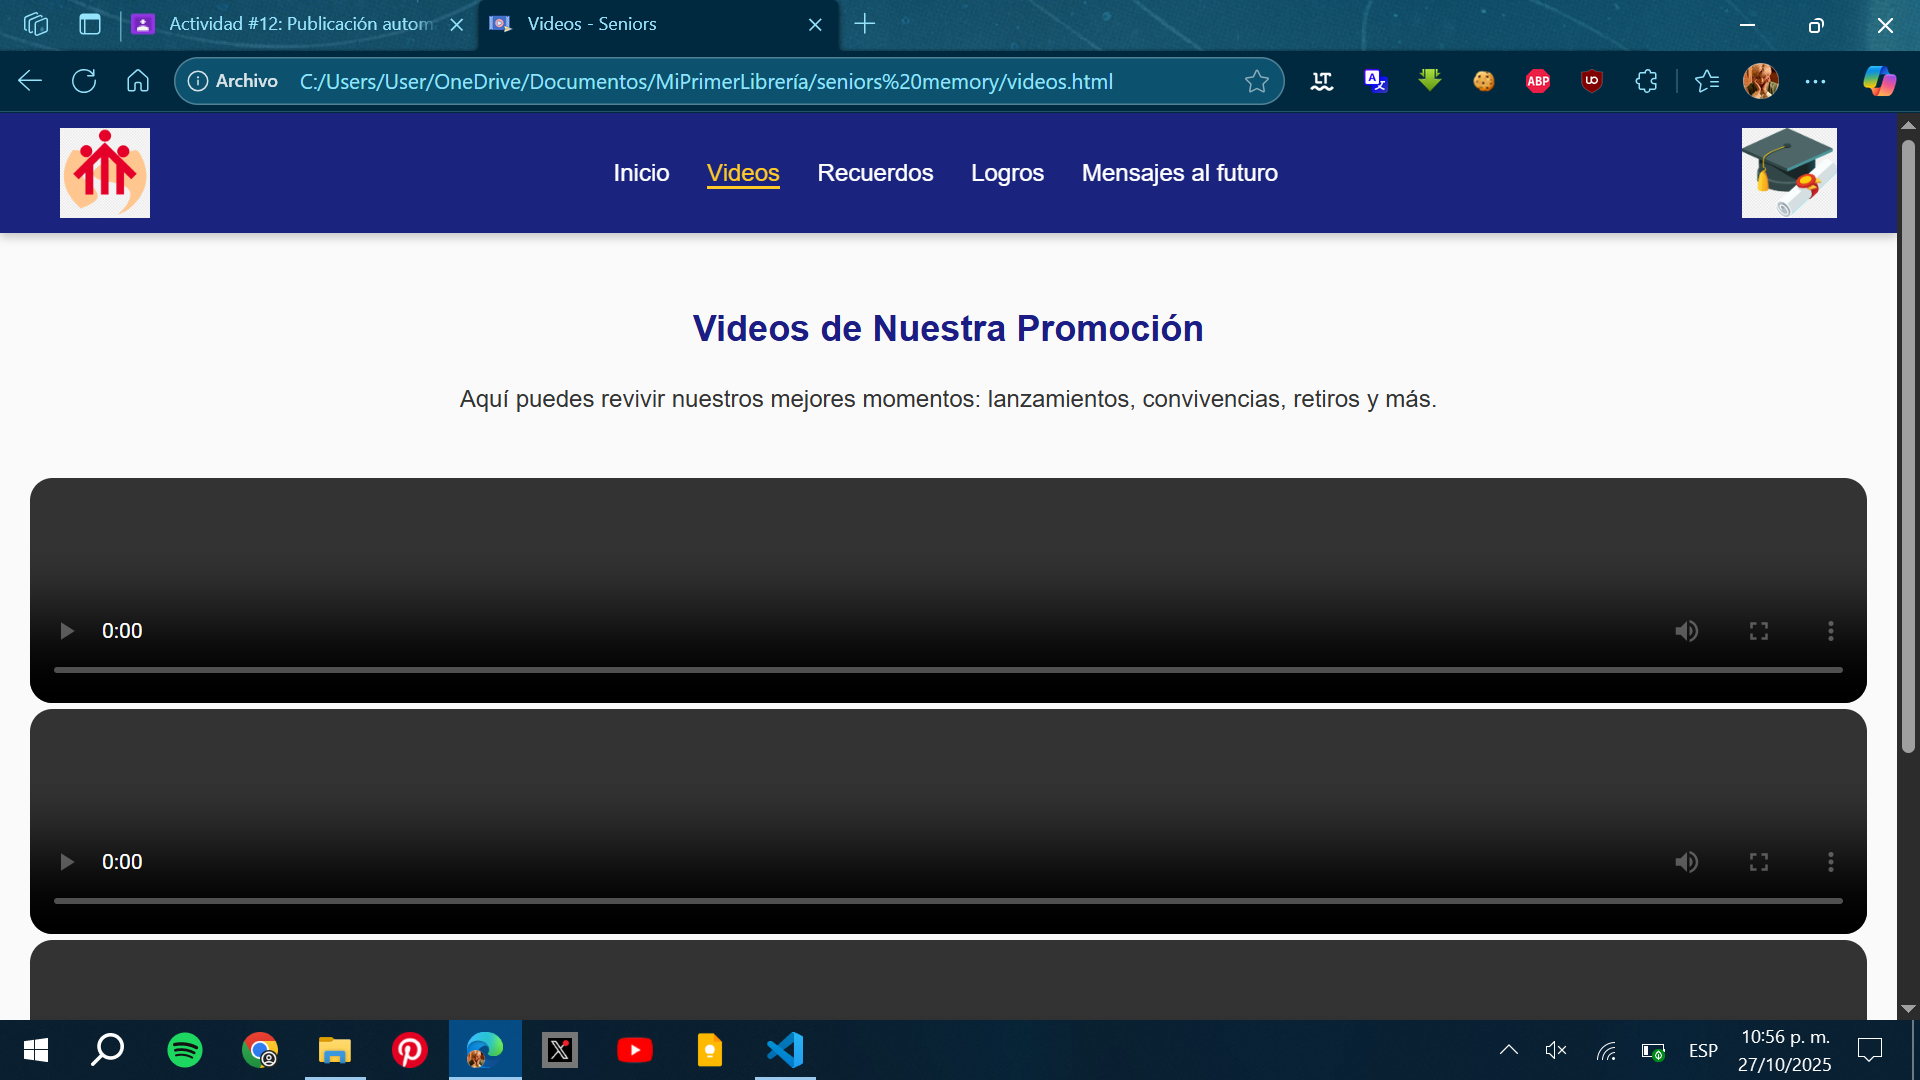 Actividad #12: Publicación autom
Videos - Seniors
Archivo
C:/Users/User/OneDrive/Documentos/MiPrimerLibrería/seniors%20memory/videos.html
LT
A
ABP
UO
Inicio
Videos
Recuerdos
Logros
Mensajes al futuro
Videos de Nuestra Promoción
Aquí puedes revivir nuestros mejores momentos: lanzamientos, convivencias, retiros y más.
0:00
0:00
ESP
10:56 p. m.
27/10/2025